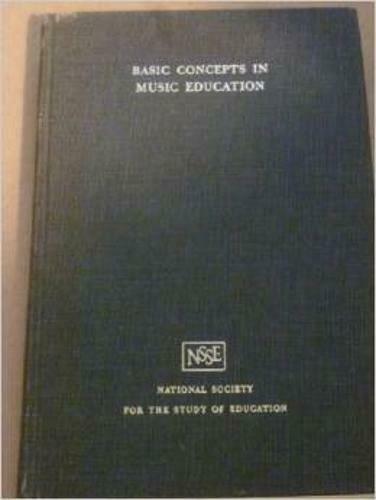 BASIC CONCEPTS IN
MUSIC EDUCATION
NSSE
NATIONAL SOCIETY
FOR THE STUDY OF EDUCATION